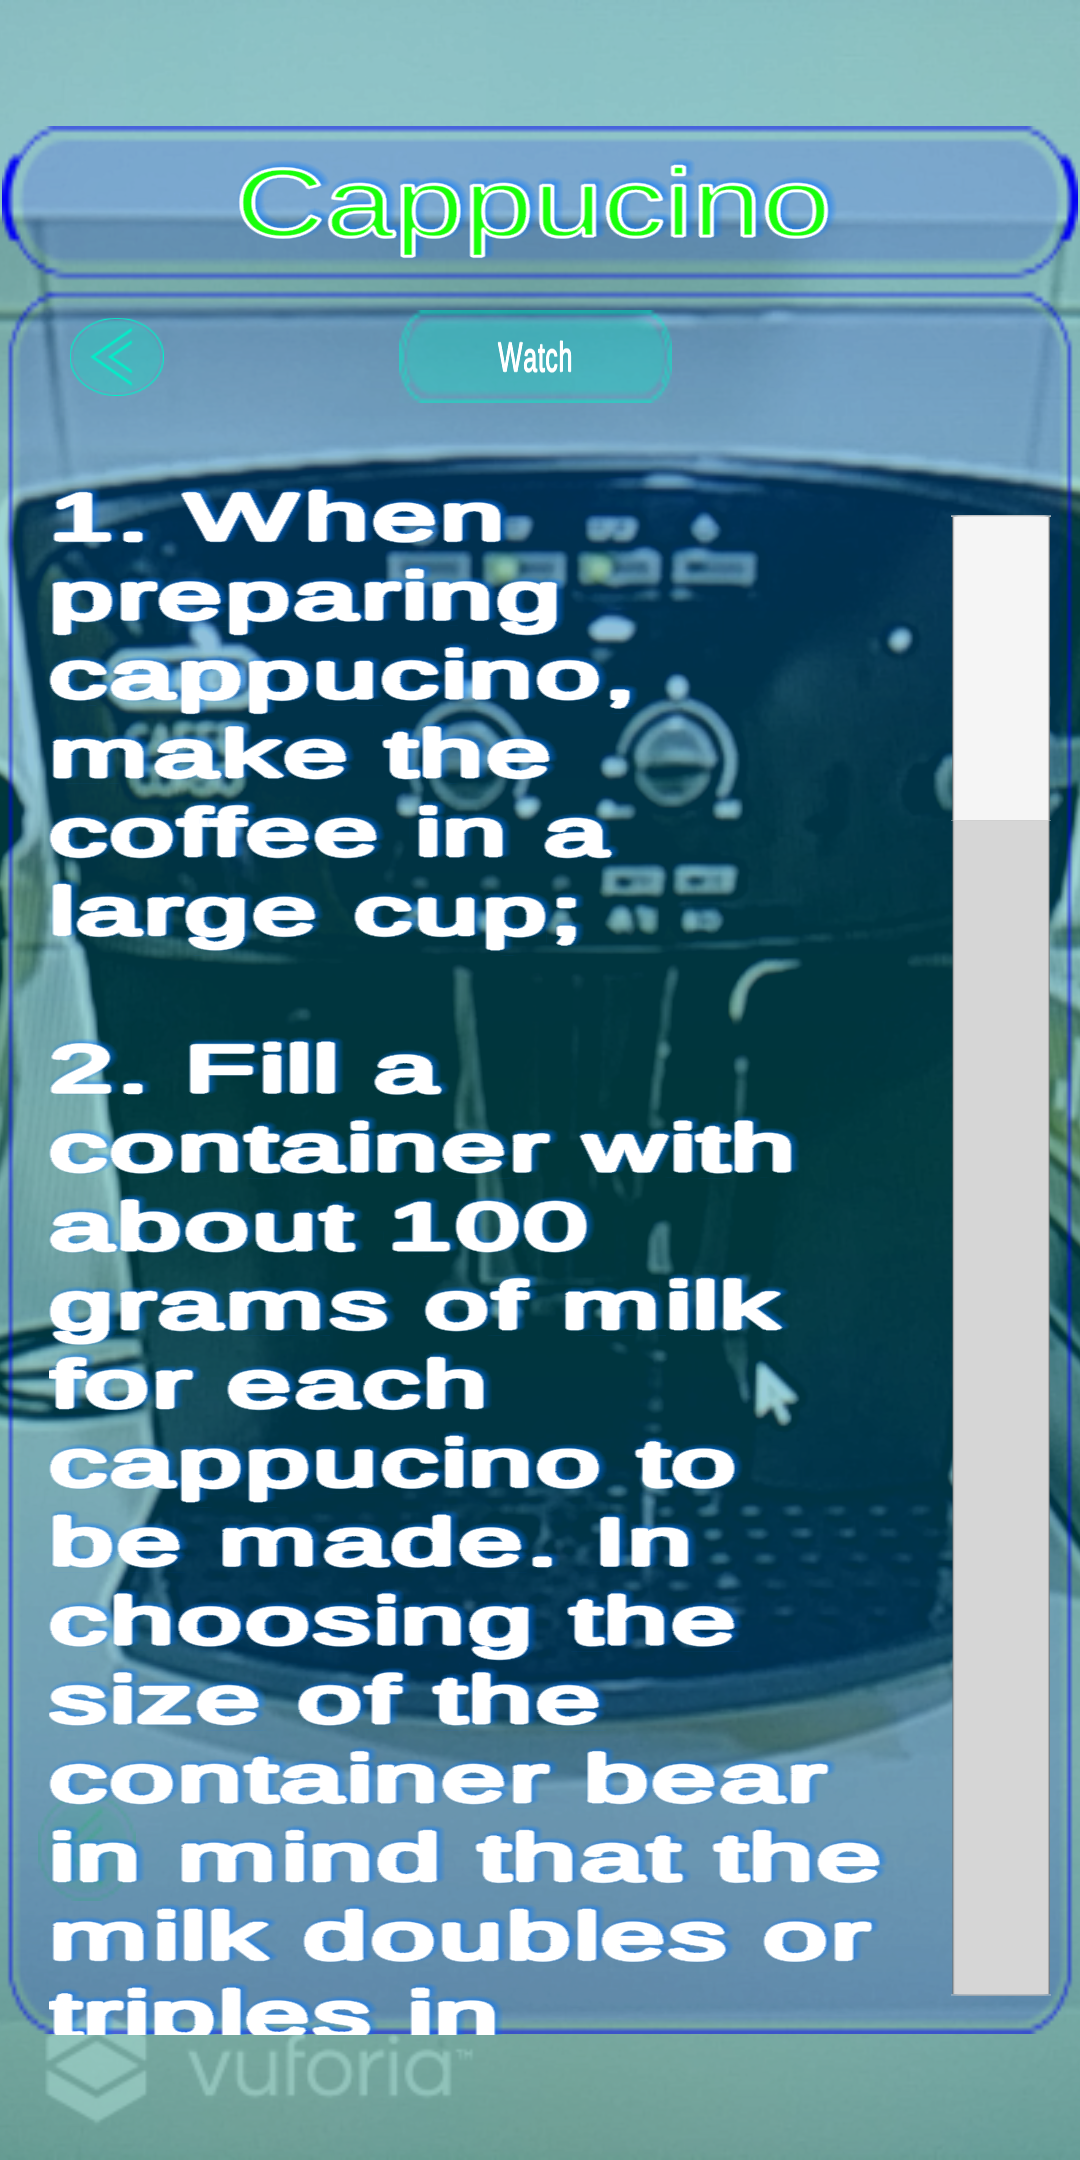 Cappucino
Watch
1. When
preparing
cappucino,
make the
coffee in a
large cup;
2. Fill a
container with
about 100
grams of milk
for each
cappucino to
be made. In
choosing the
size of the
container bear
in mind that the
milk doubles or
triples in
vuforia™